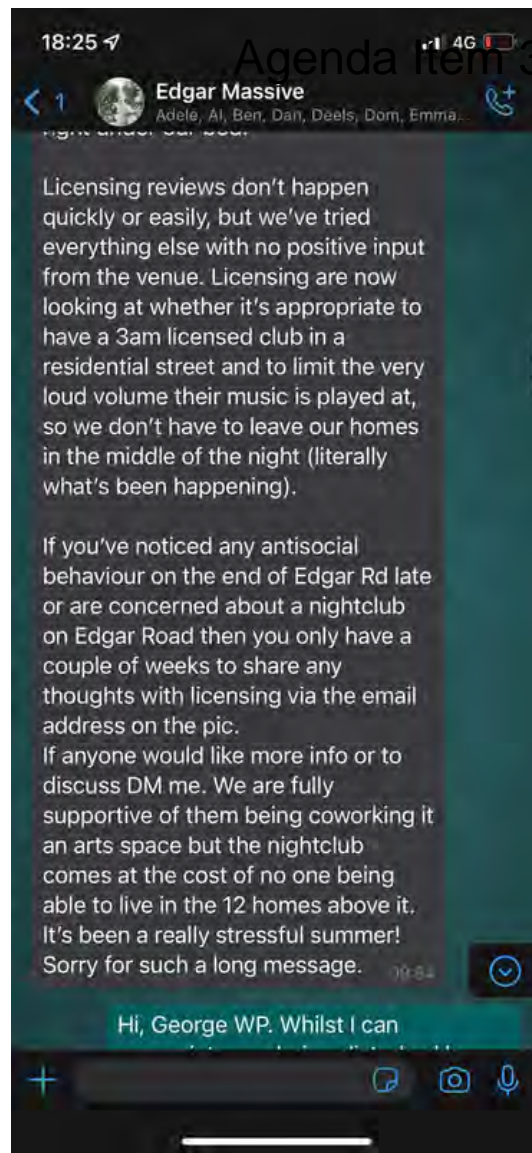 18:25
4G
Agenda Item 3
1
Edgar Massive
Adele, Al, Ben, Dan, Deels, Dom, Emma...
right under our bed.
Licensing reviews don't happen
quickly or easily, but we've tried
everything else with no positive input
from the venue. Licensing are now
looking at whether it's appropriate to
have a 3am licensed club in a
residential street and to limit the very
loud volume their music is played at,
so we don't have to leave our homes
in the middle of the night (literally
what's been happening).
If you've noticed any antisocial
behaviour on the end of Edgar Rd late
or are concerned about a nightclub
on Edgar Road then you only have a
couple of weeks to share any
thoughts with licensing via the email
address on the pic.
If anyone would like more info or to
discuss DM me. We are fully
supportive of them being coworking it
an arts space but the nightclub
comes at the cost of no one being
able to live in the 12 homes above it.
It's been a really stressful summer!
Sorry for such a long message.
Hi, George WP. Whilst I can